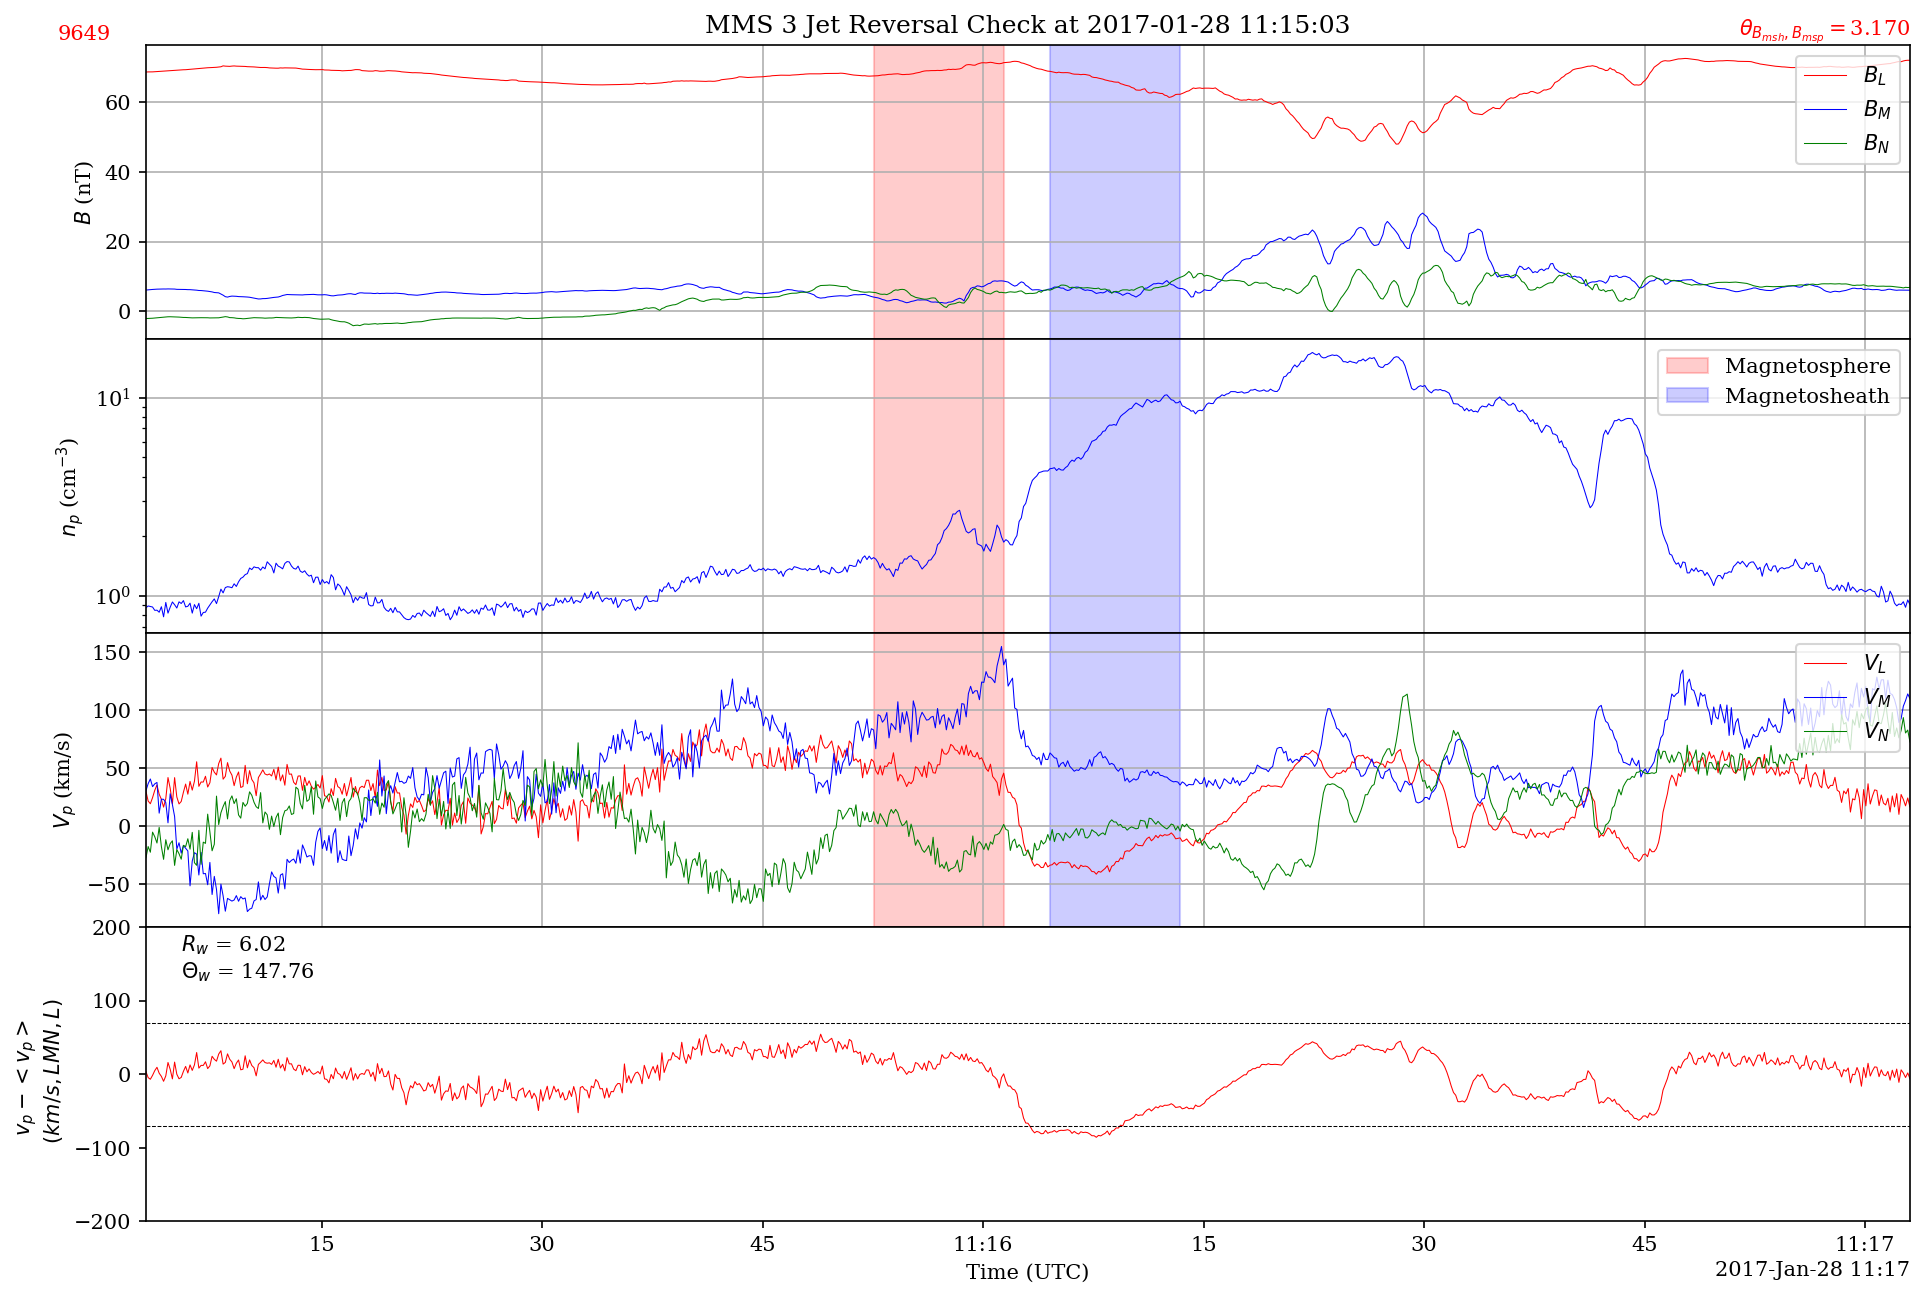 9649
MMS 3 Jet Reversal Check at 2017-01-28 11:15:03
θ_{B_{msh}, B_{msp}} = 3.170
B (nT)
60
40
20
0
B_L
B_M
B_N
n_p (cm^{-3})
10^1
10^0
Magnetosphere
Magnetosheath
V_p (km/s)
150
100
50
0
−50
V_L
V_M
V_N
v_p − <v_p>
(km/s, LMN, L)
200
100
0
−100
−200
R_w = 6.02
Θ_w = 147.76
15
30
45
11:16
15
30
45
11:17
Time (UTC)
2017-Jan-28 11:17